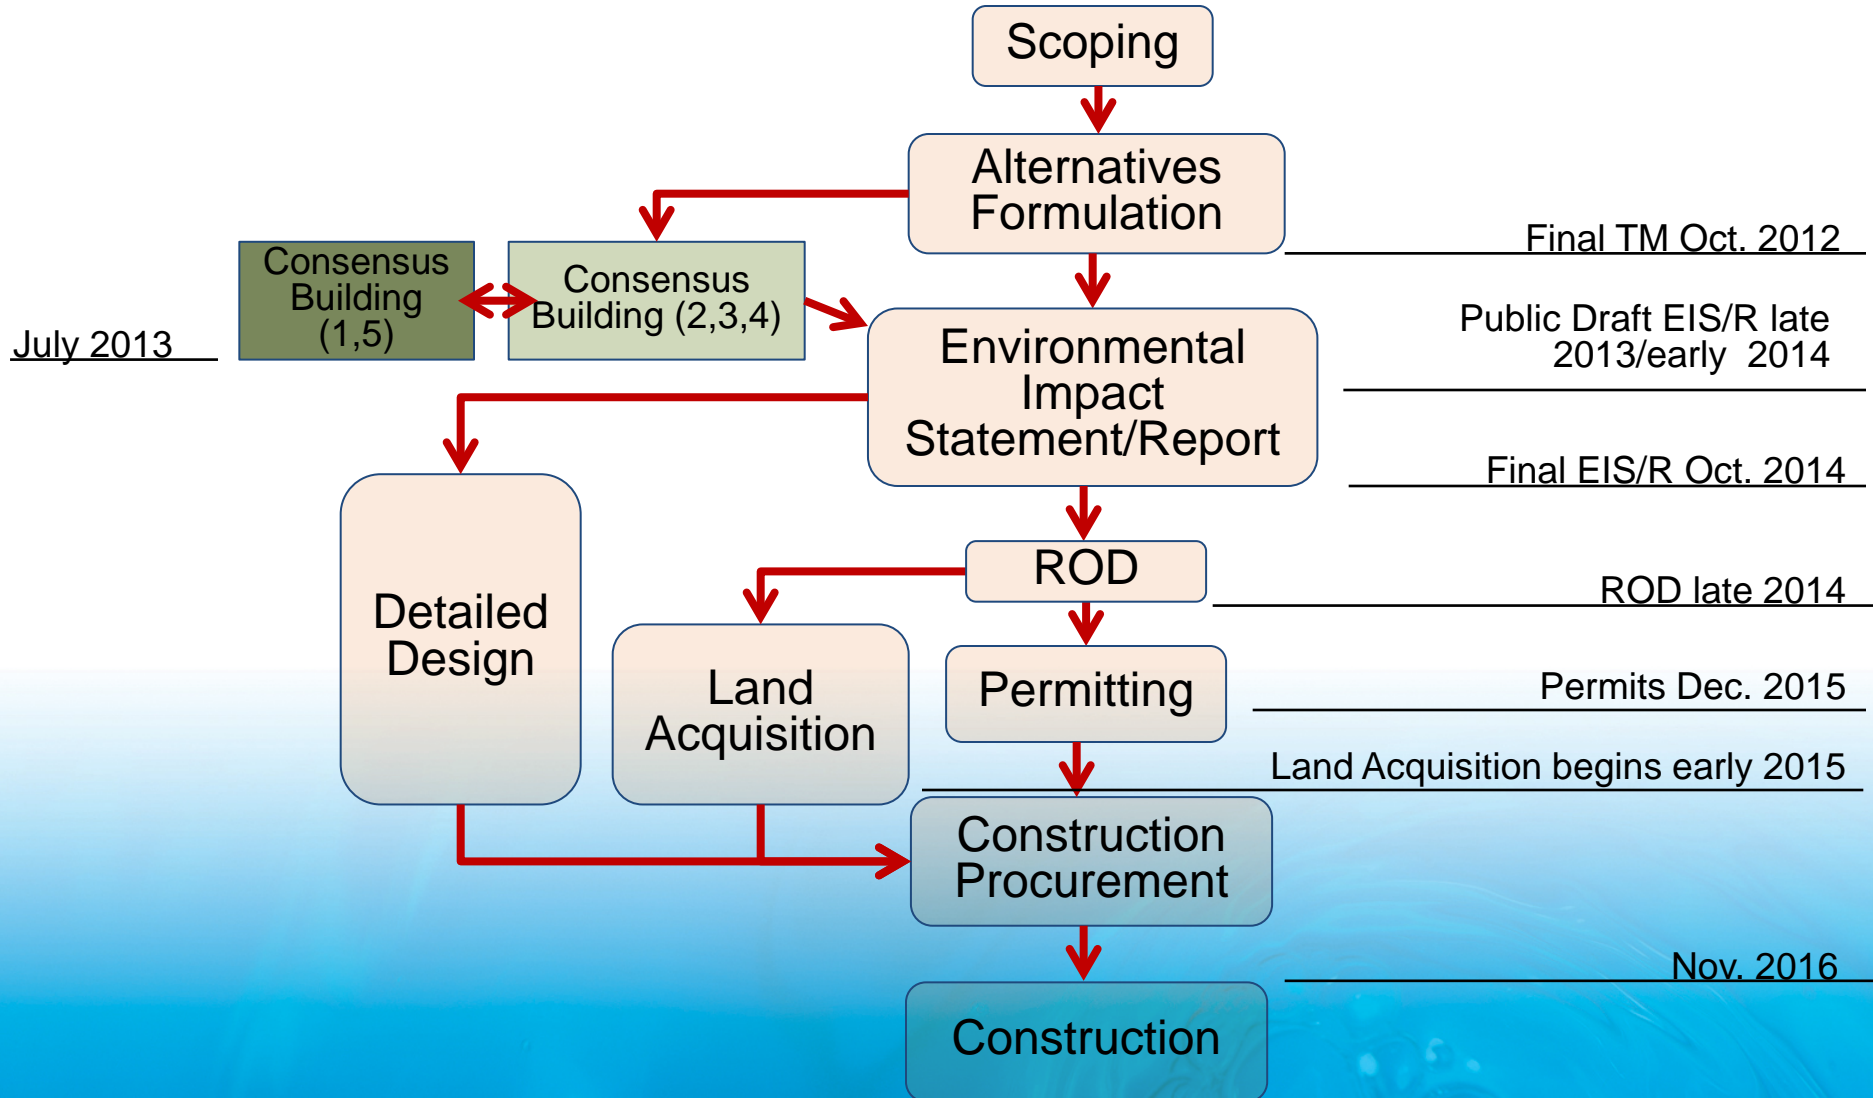 Scoping
Alternatives
Formulation
Final TM Oct. 2012
Consensus
Building
(1,5)
Consensus
Building (2,3,4)
July 2013
Public Draft EIS/R late
2013/early  2014
Environmental
Impact
Statement/Report
Final EIS/R Oct. 2014
ROD
ROD late 2014
Detailed
Design
Land
Acquisition
Permitting
Permits Dec. 2015
Land Acquisition begins early 2015
Construction
Procurement
Nov. 2016
Construction